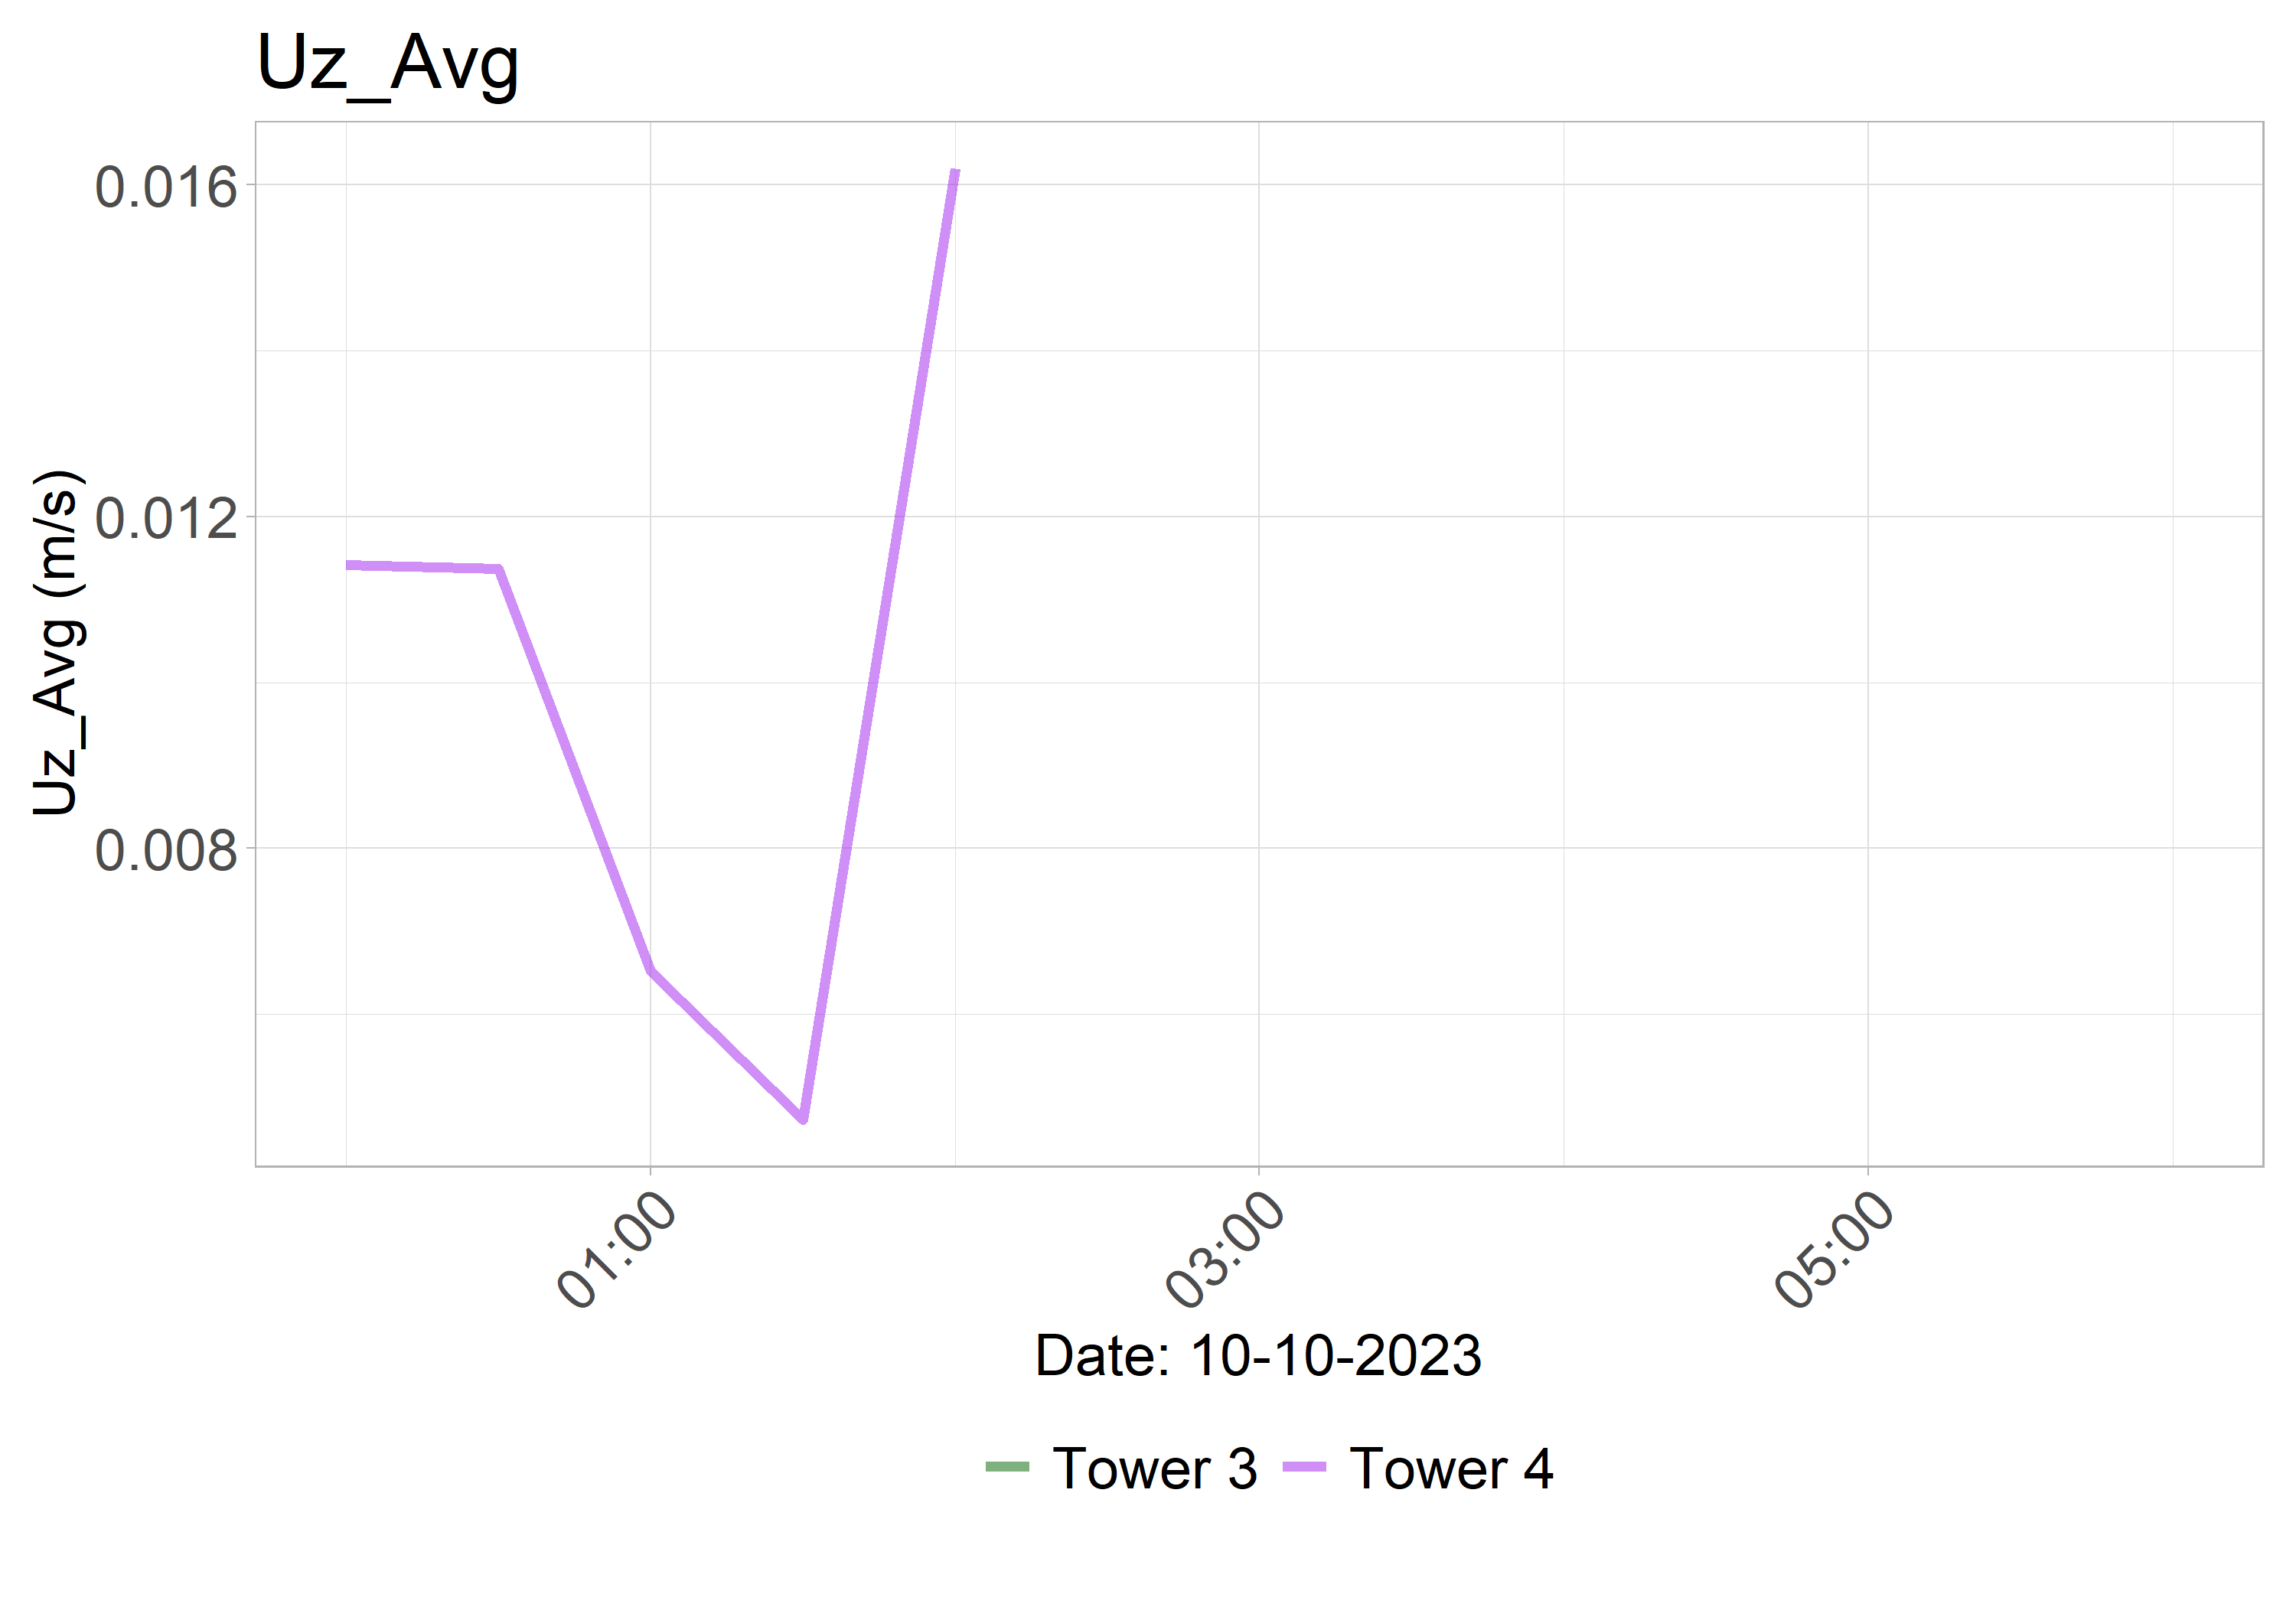 Uz_Avg
Uz_Avg (m/s)
0.016
0.012
0.008
01:00
03:00
05:00
Date: 10-10-2023
Tower 3
Tower 4